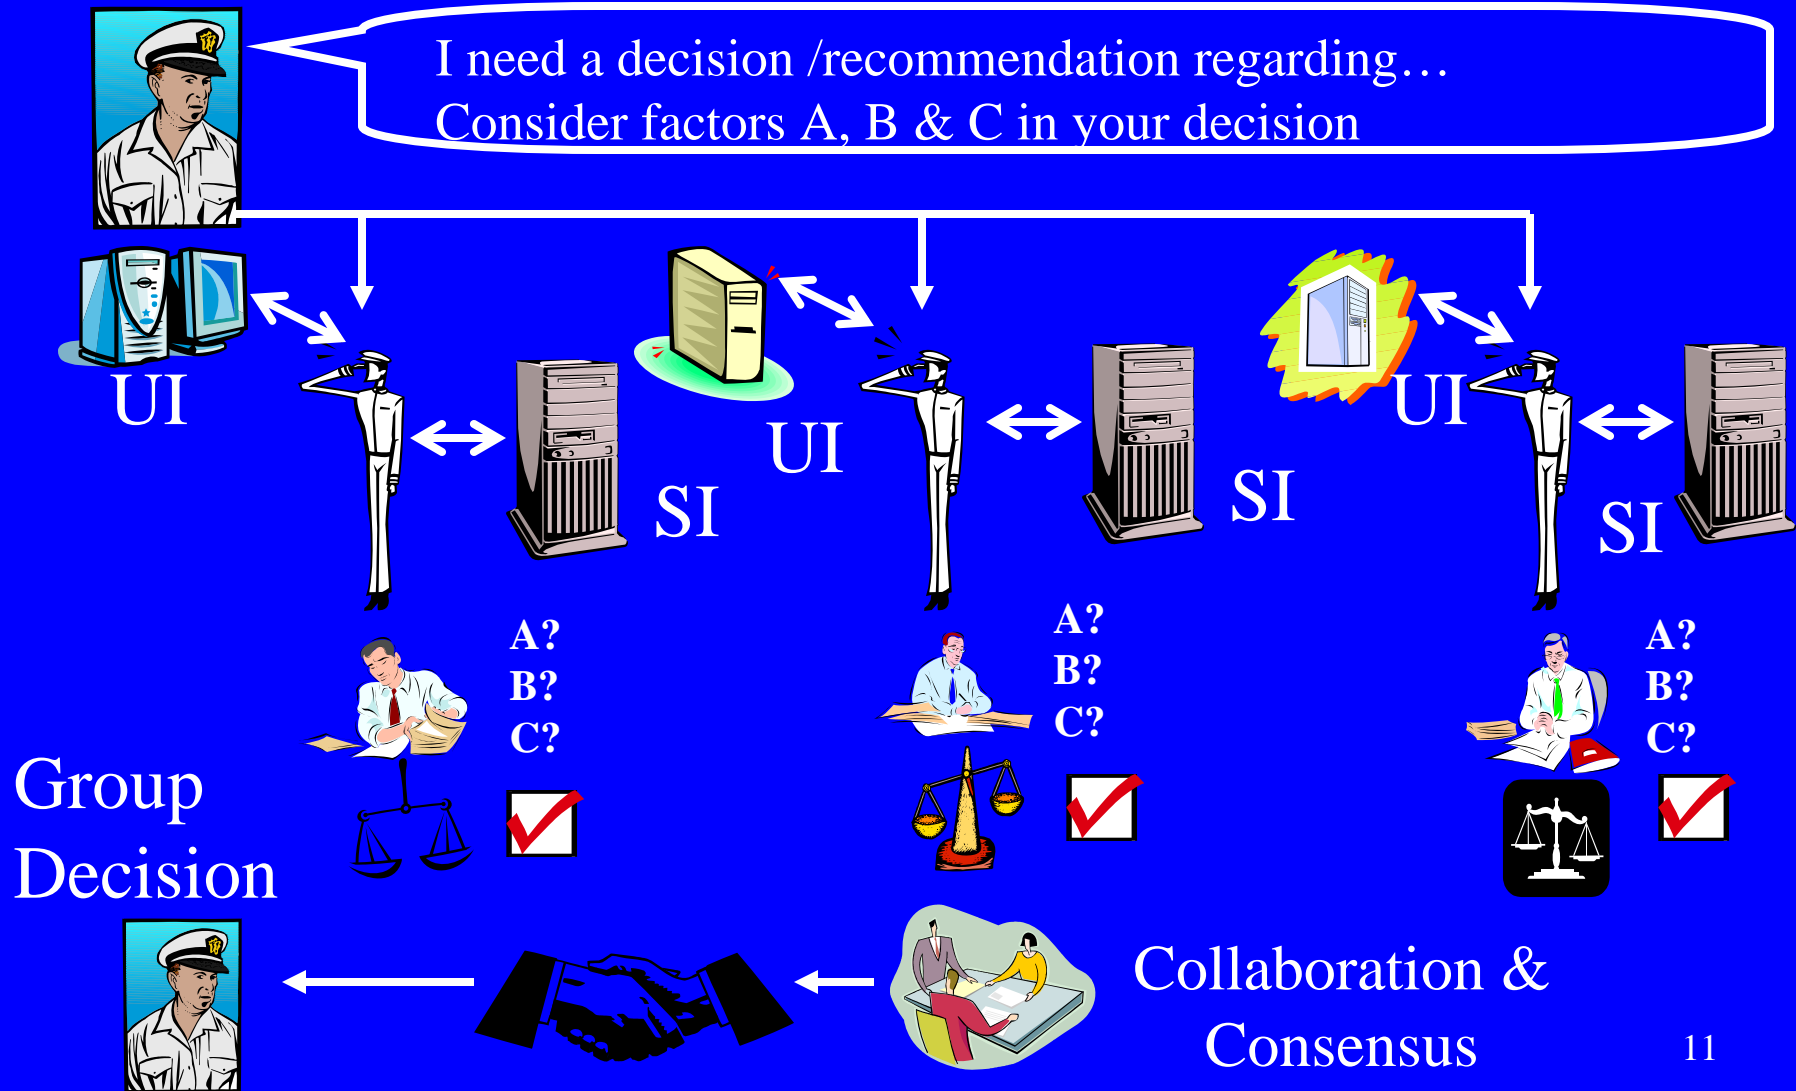 I need a decision /recommendation regarding…
Consider factors A, B & C in your decision
UI
UI
UI
SI
SI
SI
A?
B?
C?
A?
B?
C?
A?
B?
C?
Group
Decision
Collaboration &
Consensus
11